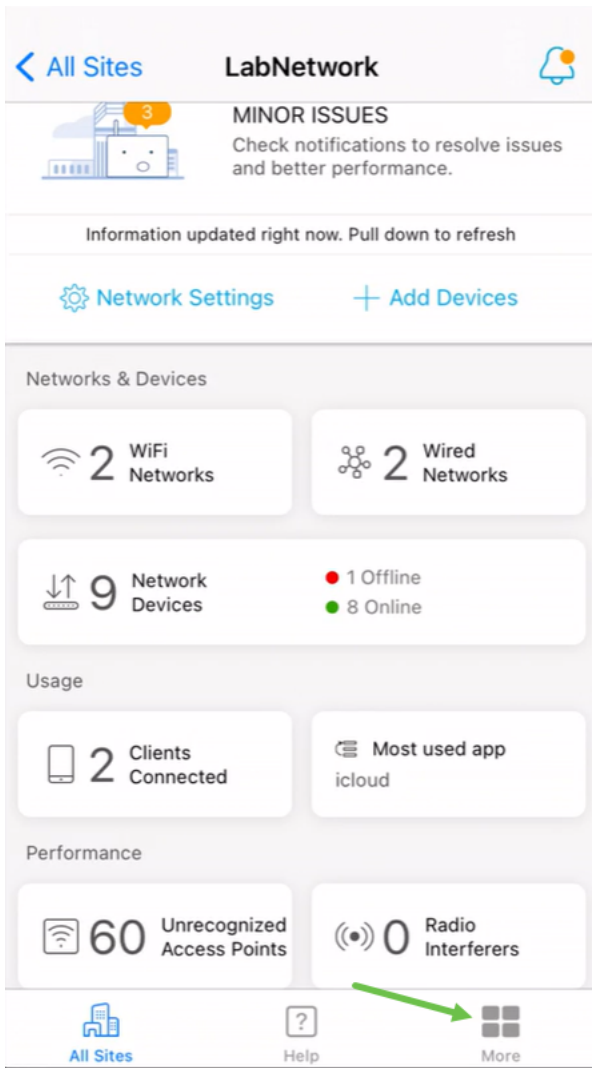 All Sites
LabNetwork
3
MINOR ISSUES
Check notifications to resolve issues
and better performance.
Information updated right now. Pull down to refresh
Network Settings
Add Devices
Networks & Devices
2 WiFi
Networks
2 Wired
Networks
9 Network
Devices
1 Offline
8 Online
Usage
2 Clients
Connected
Most used app
icloud
Performance
60 Unrecognized
Access Points
0 Radio
Interferers
?
All Sites
Help
More